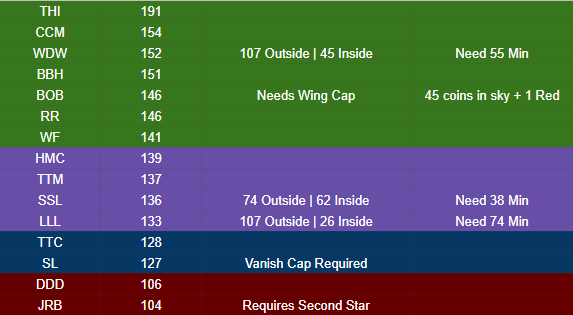 THI 191
CCM 154
WDW 152 107 Outside | 45 Inside Need 55 Min
BBH 151
BOB 146 Needs Wing Cap 45 coins in sky + 1 Red
RR 146
WF 141
HMC 139
TTM 137
SSL 136 74 Outside | 62 Inside Need 38 Min
LLL 133 107 Outside | 26 Inside Need 74 Min
TTC 128
SL 127 Vanish Cap Required
DDD 106
JRB 104 Requires Second Star